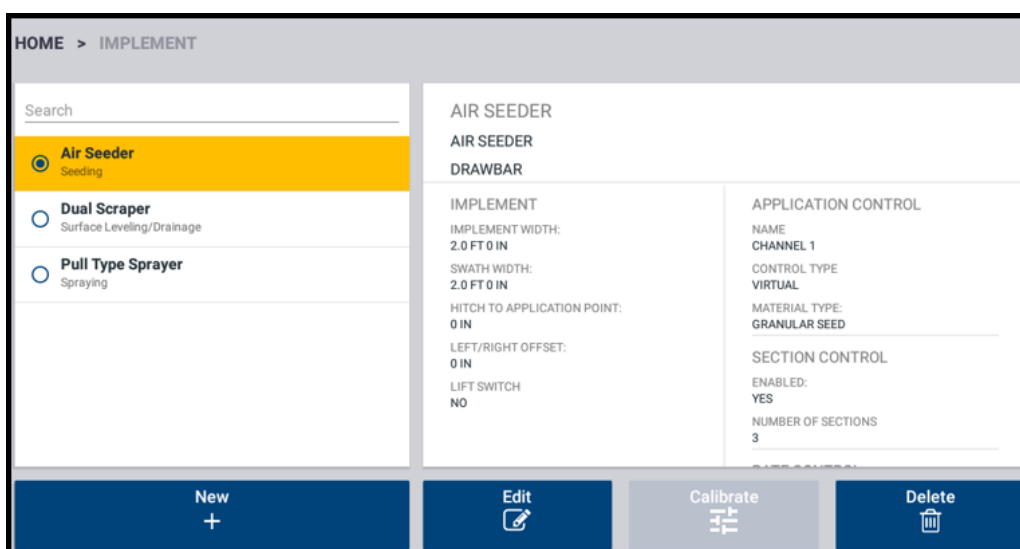 HOME > IMPLEMENT
Search
Air Seeder
Seeding
Dual Scraper
Surface Leveling/Drainage
Pull Type Sprayer
Spraying
AIR SEEDER
AIR SEEDER
DRAWBAR
IMPLEMENT
IMPLEMENT WIDTH:
2.0 FT 0 IN
SWATH WIDTH:
2.0 FT 0 IN
HITCH TO APPLICATION POINT:
0 IN
LEFT/RIGHT OFFSET:
0 IN
LIFT SWITCH
NO
APPLICATION CONTROL
NAME
CHANNEL 1
CONTROL TYPE
VIRTUAL
MATERIAL TYPE:
GRANULAR SEED
SECTION CONTROL
ENABLED:
YES
NUMBER OF SECTIONS
3
New
Edit
Calibrate
Delete